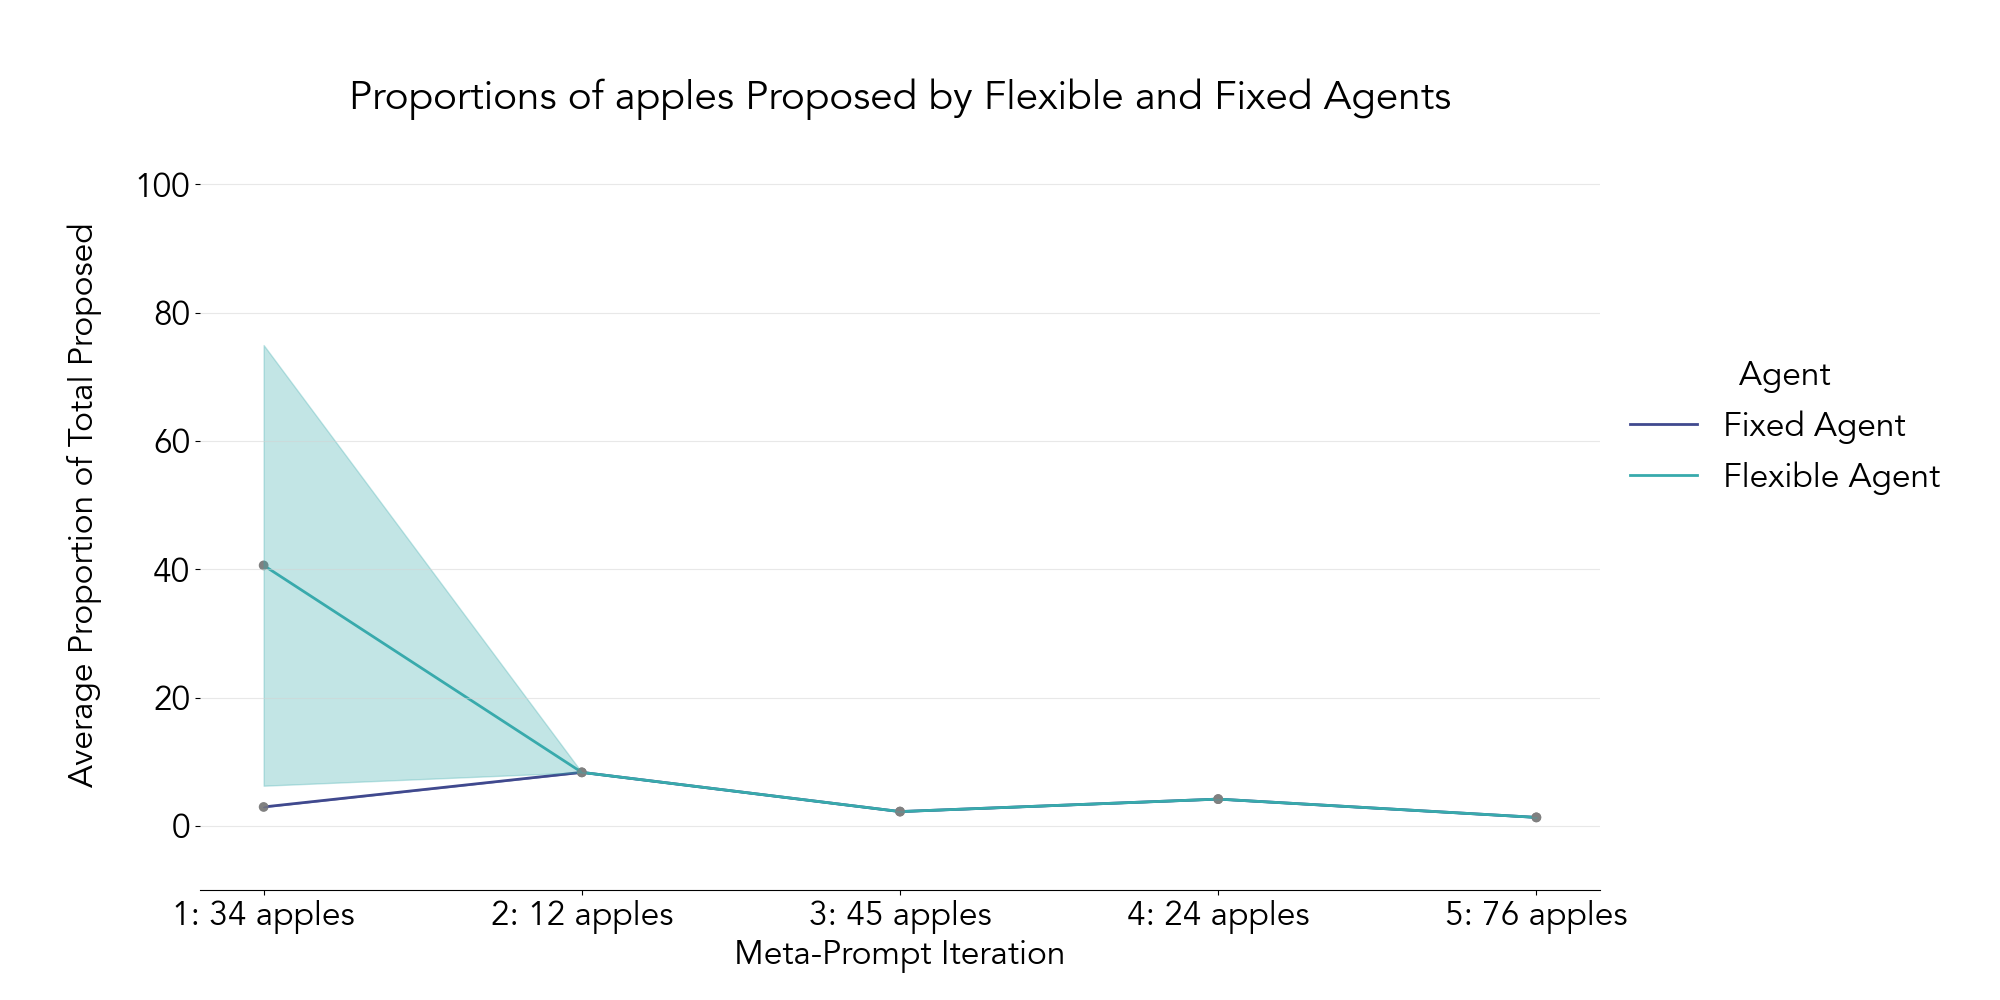 Proportions of apples Proposed by Flexible and Fixed Agents
Average Proportion of Total Proposed
100
80
60
40
20
0
1: 34 apples
2: 12 apples
3: 45 apples
4: 24 apples
5: 76 apples
Meta-Prompt Iteration
Agent
Fixed Agent
Flexible Agent